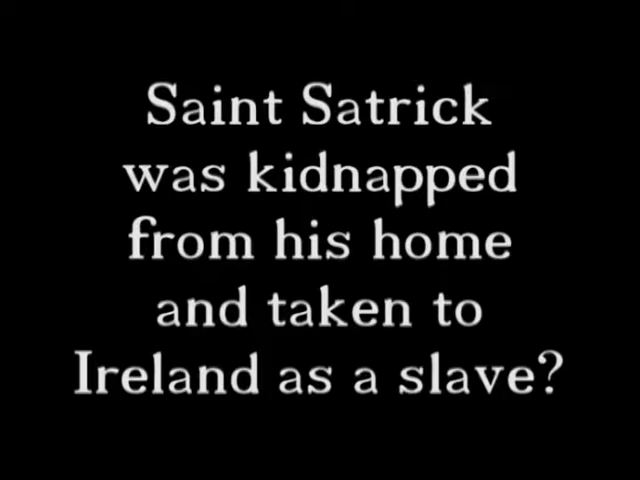 Saint Satrick
was kidnapped
from his home
and taken to
Ireland as a slave?